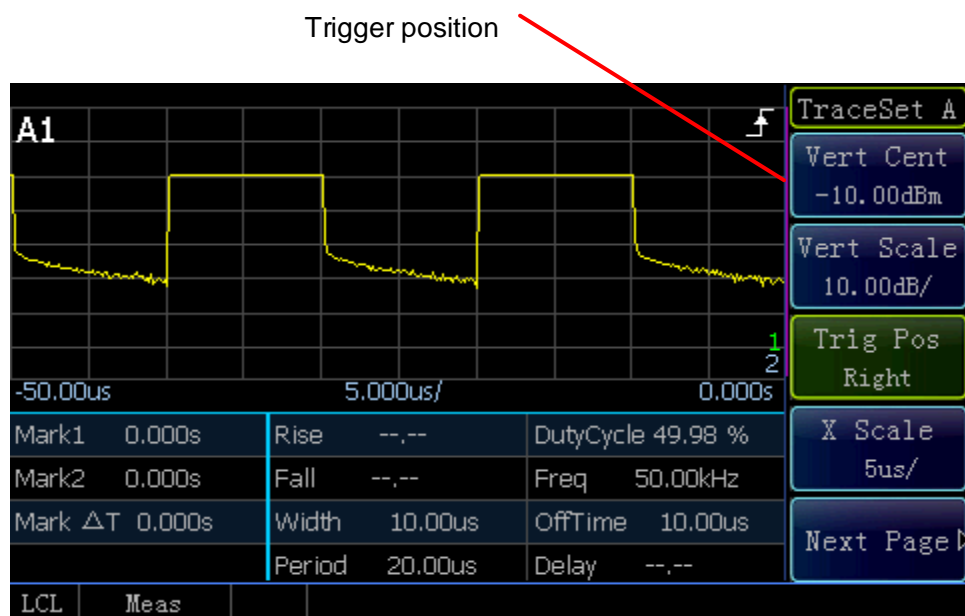 Trigger position
A1
TraceSet A
Vert Cent
-10.00dBm
Vert Scale
10.00dB/
Trig Pos
Right
X Scale
5us/
Next Page
1
2
-50.00us 5.000us/ 0.000s
Mark1 0.000s Rise --.-- DutyCycle 49.98 %
Mark2 0.000s Fall --.-- Freq 50.00kHz
Mark △T 0.000s Width 10.00us OffTime 10.00us
Period 20.00us Delay --.--
LCL Meas